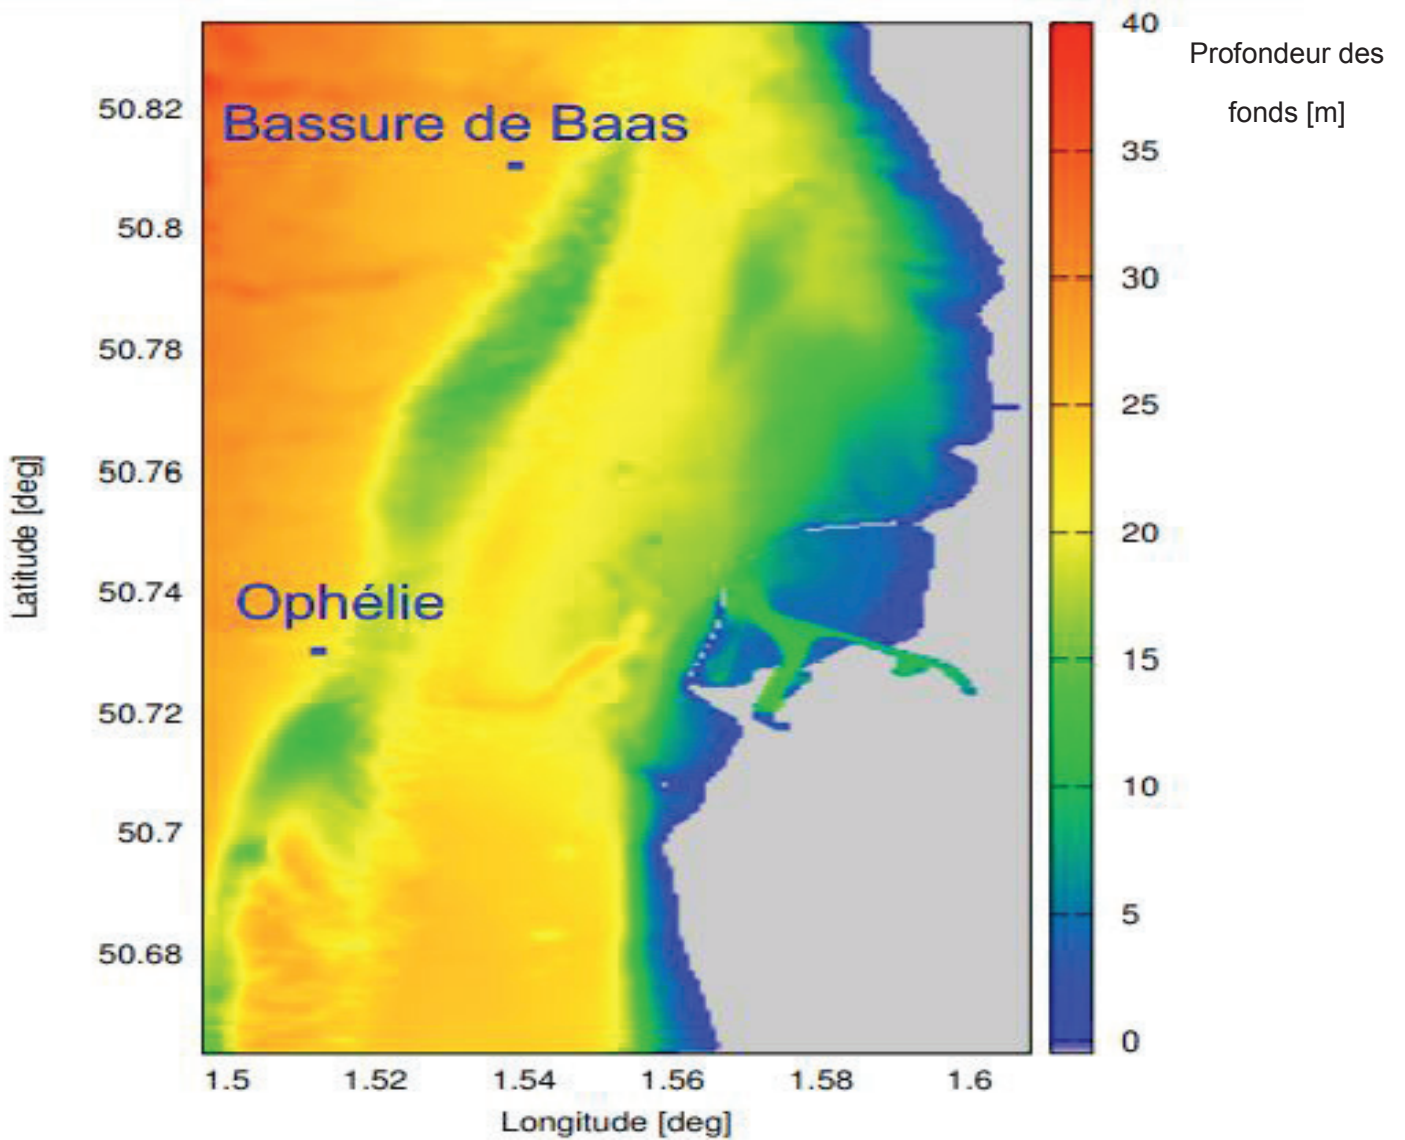 40
Profondeur des
fonds [m]
50.82
Bassure de Baas
35
50.8
30
50.78
25
50.76
20
Latitude [deg]
50.74
Ophélie
15
50.72
10
50.7
5
50.68
0
1.5 1.52 1.54 1.56 1.58 1.6
Longitude [deg]